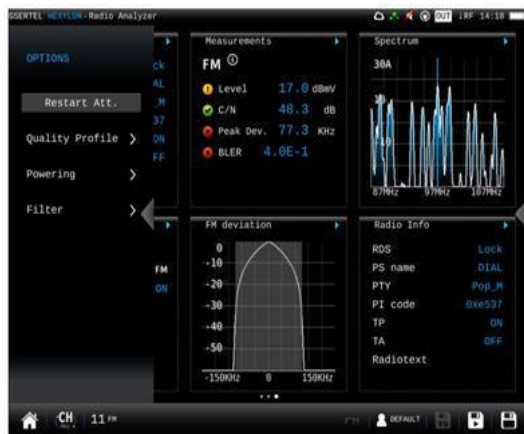 GSERTEL HEXYLON-Radio Analyzer
OUT
iRF 14:18
OPTIONS
Restart Att.
Quality Profile
Powering
Filter
ck
AL
_M
37
ON
FF
FM
ON
Measurements
FM
Level 17.0 dBmV
C/N 48.3 dB
Peak Dev. 77.3 KHz
BLER 4.0E-1
Spectrum
30A
10
87MHz 97MHz 107MHz
FM deviation
0
-10
-20
-30
-40
-50
-150KHz 0 150KHz
Radio Info
RDS Lock
PS name DIAL
PTY Pop_M
PI code 0xe537
TP ON
TA OFF
Radiotext
CH
11 FM
DEFAULT